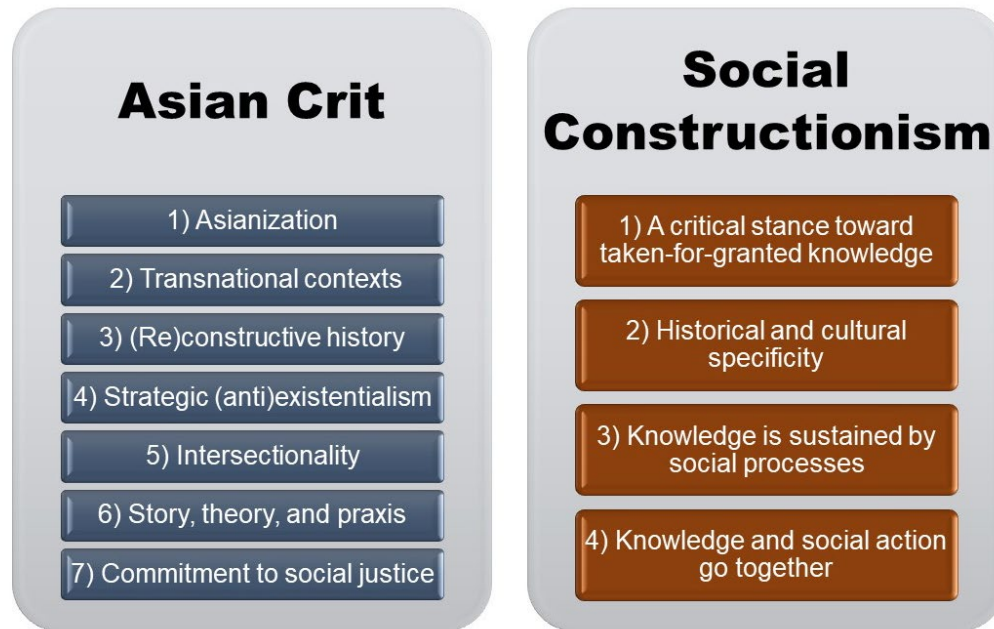 Asian Crit
1) Asianization
2) Transnational contexts
3) (Re)constructive history
4) Strategic (anti)existentialism
5) Intersectionality
6) Story, theory, and praxis
7) Commitment to social justice
Social
Constructionism
1) A critical stance toward
taken-for-granted knowledge
2) Historical and cultural
specificity
3) Knowledge is sustained by
social processes
4) Knowledge and social action
go together